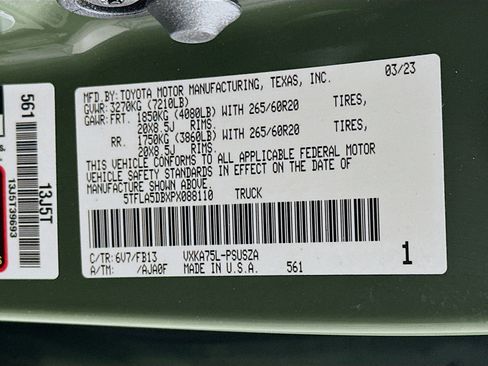 MFD.BY: TOYOTA MOTOR MANUFACTURING, TEXAS, INC. 03/23
GVWR: 3270KG (7210LB)
GAWR: FRT. 1850KG (4080LB) WITH 265/60R20 TIRES,
20X8.5J RIMS.
RR. 1750KG (3860LB) WITH 265/60R20 TIRES,
20X8.5J RIMS.
THIS VEHICLE CONFORMS TO ALL APPLICABLE FEDERAL MOTOR
VEHICLE SAFETY STANDARDS IN EFFECT ON THE DATE OF
MANUFACTURE SHOWN ABOVE.
5TFLA5DBXPX088110 TRUCK
C/TR: 6V7/FB13 VXKA75L-PSUSZA
A/TM: /AJA0F MADE IN U.S.A. 561
1
561
13J5T
13J5T39693